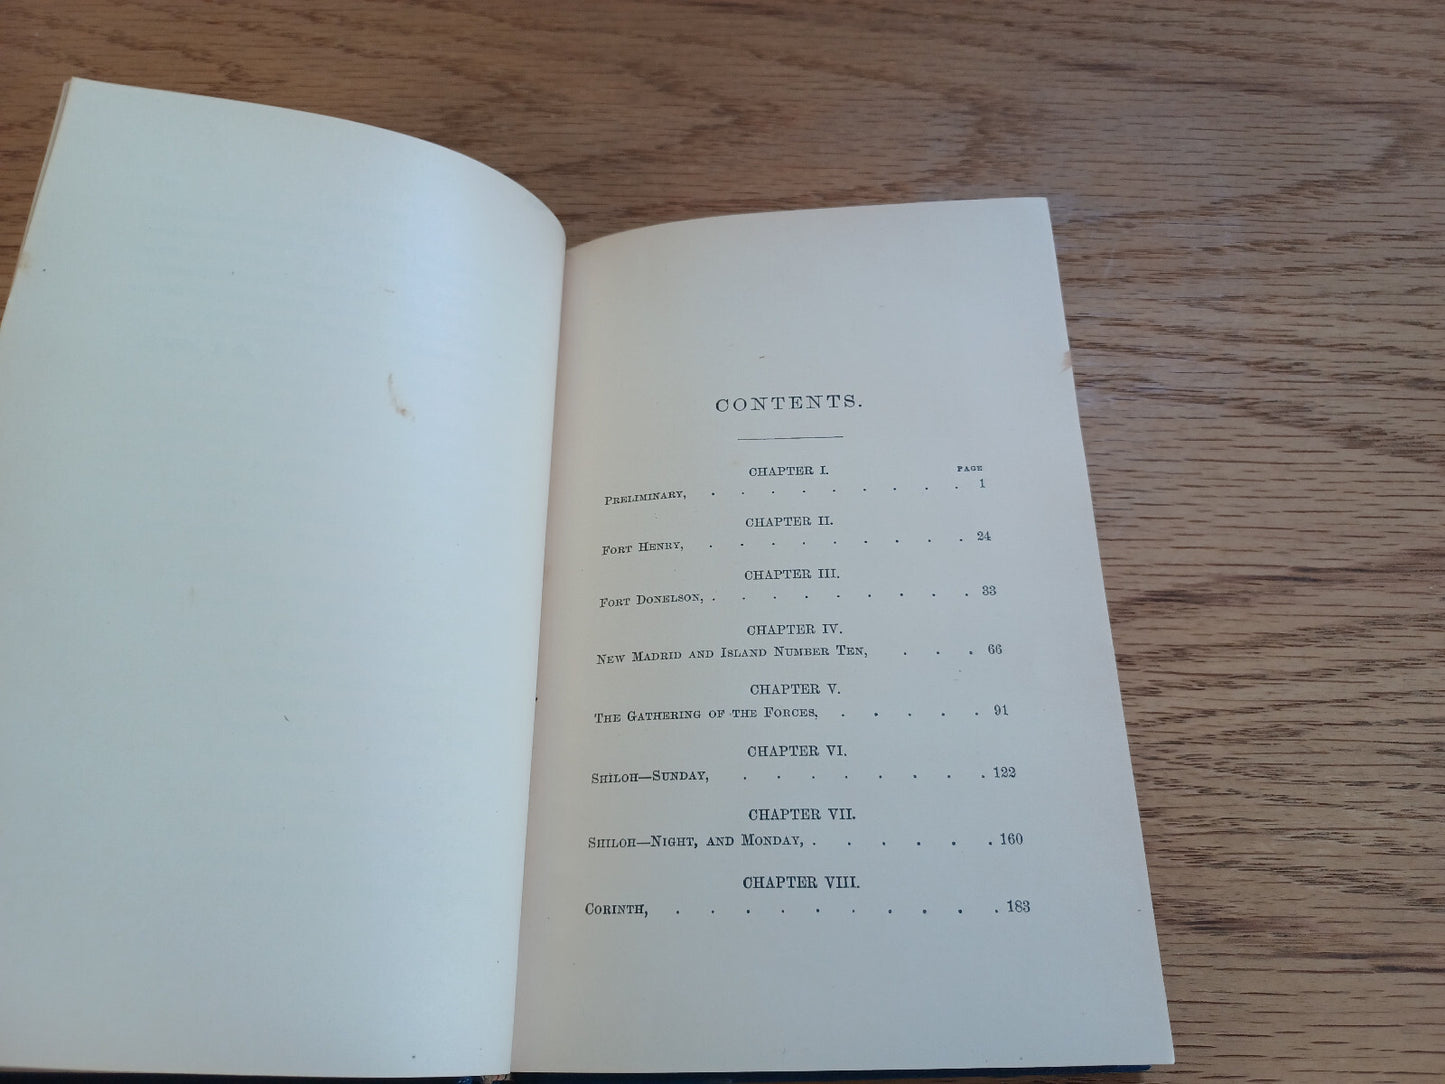 CONTENTS.
CHAPTER I.
PAGE
PRELIMINARY, . . . . . . . . . 1
CHAPTER II.
FORT HENRY, . . . . . . . . . 24
CHAPTER III.
FORT DONELSON, . . . . . . . . . 33
CHAPTER IV.
NEW MADRID AND ISLAND NUMBER TEN, . . . 66
CHAPTER V.
THE GATHERING OF THE FORCES, . . . . . 91
CHAPTER VI.
SHILOH—SUNDAY, . . . . . . . . 122
CHAPTER VII.
SHILOH—NIGHT, AND MONDAY, . . . . . . 160
CHAPTER VIII.
CORINTH, . . . . . . . . . . 183